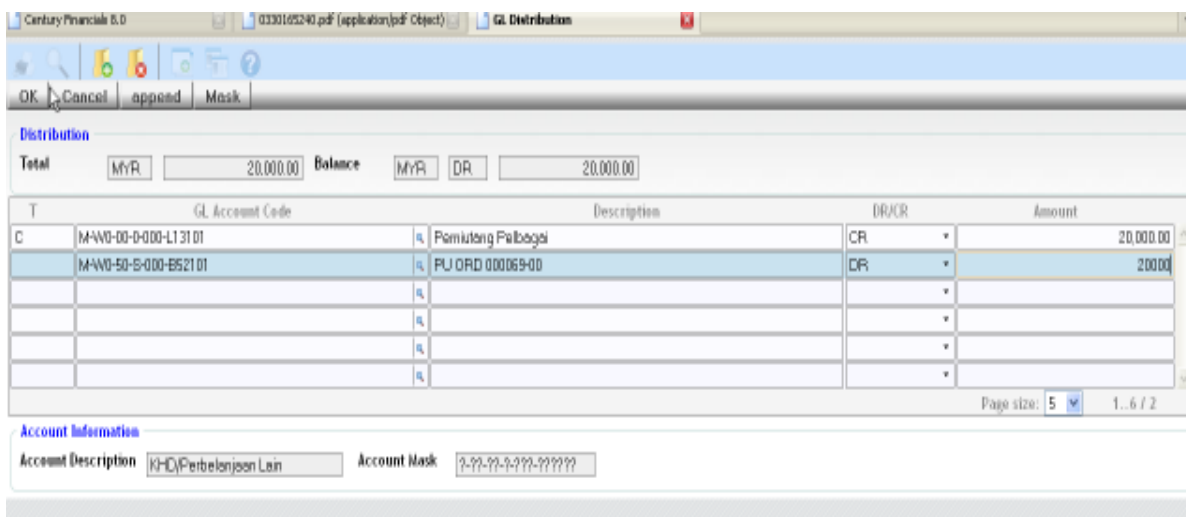 Century Financials 8.0 0330165240.pdf (application/pdf Object) GL Distribution
OK Cancel append Mask
Distribution
Total MYR 20,000.00 Balance MYR DR 20,000.00
T GL Account Code Description DR/CR Amount
C M-W0-00-0-000-L13101 Pemiutang Pelbagai CR 20,000.00
M-W0-50-S-000-B52101 PU ORD 000069-00 DR 20000
Page size: 5 1..6 / 2
Account Information
Account Description KHD/Perbelanjaan Lain Account Mask ?-??-??-?-???-??????